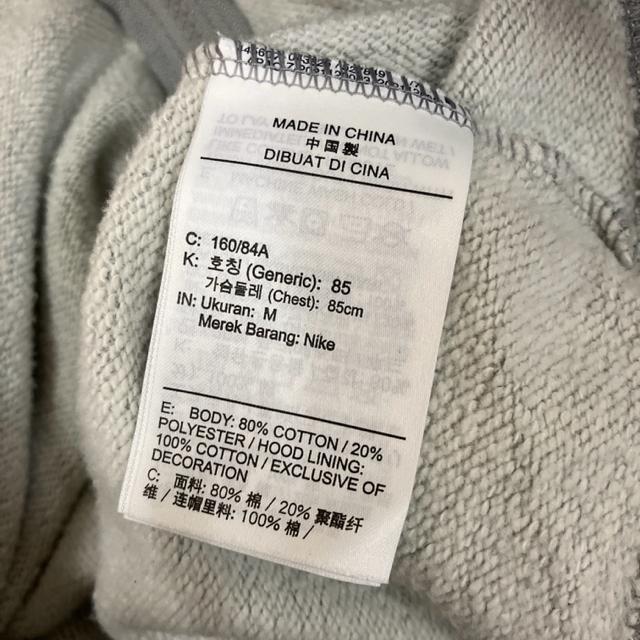 MADE IN CHINA
中国製
DIBUAT DI CINA
C: 160/84A
K: 호칭 (Generic): 85
가슴둘레 (Chest): 85cm
IN: Ukuran: M
Merek Barang: Nike
E: BODY: 80% COTTON / 20%
POLYESTER / HOOD LINING:
100% COTTON / EXCLUSIVE OF
DECORATION
C: 面料: 80% 棉 / 20% 聚酯纤
维 / 连帽里料: 100% 棉 /